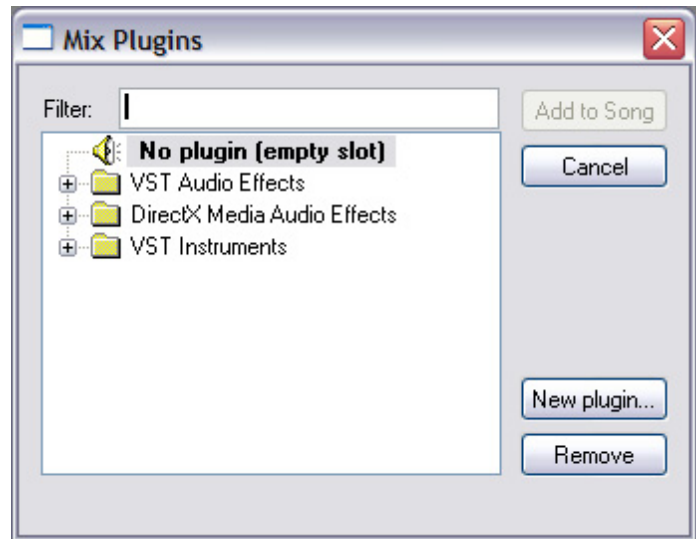 Mix Plugins
Filter:
Add to Song
No plugin (empty slot)
Cancel
VST Audio Effects
DirectX Media Audio Effects
VST Instruments
New plugin...
Remove